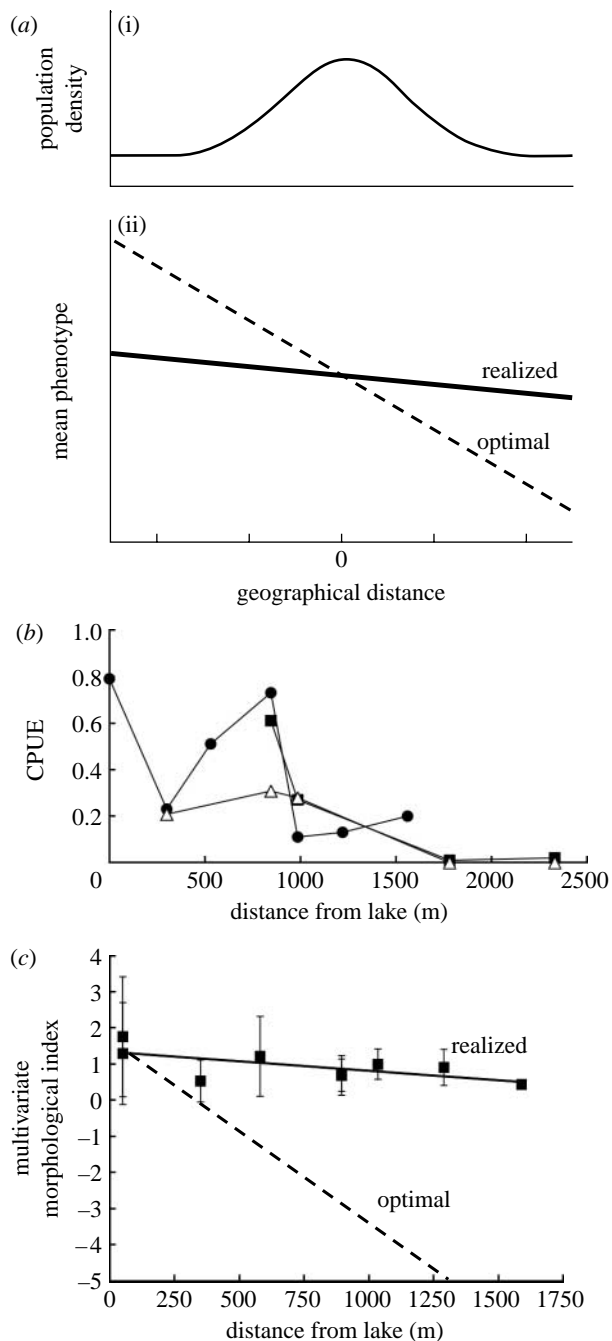 (a)
(i)
population
density
(ii)
mean phenotype
realized
optimal
0
geographical distance
(b)
1.0
0.8
0.6
0.4
0.2
CPUE
0 500 1000 1500 2000 2500
distance from lake (m)
(c)
4
3
2
1
0
–1
–2
–3
–4
–5
multivariate
morphological index
realized
optimal
0 250 500 750 1000 1250 1500 1750
distance from lake (m)